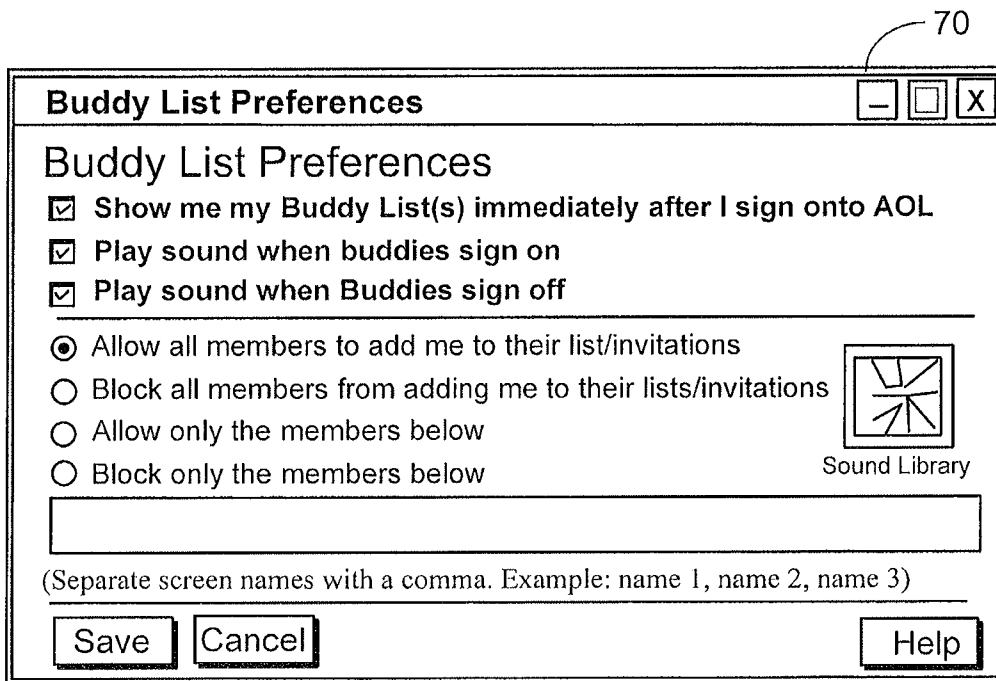 70
Buddy List Preferences
X
Buddy List Preferences
Show me my Buddy List(s) immediately after I sign onto AOL
Play sound when buddies sign on
Play sound when Buddies sign off
Allow all members to add me to their list/invitations
Block all members from adding me to their lists/invitations
Allow only the members below
Block only the members below
Sound Library
(Separate screen names with a comma. Example: name 1, name 2, name 3)
Save Cancel Help